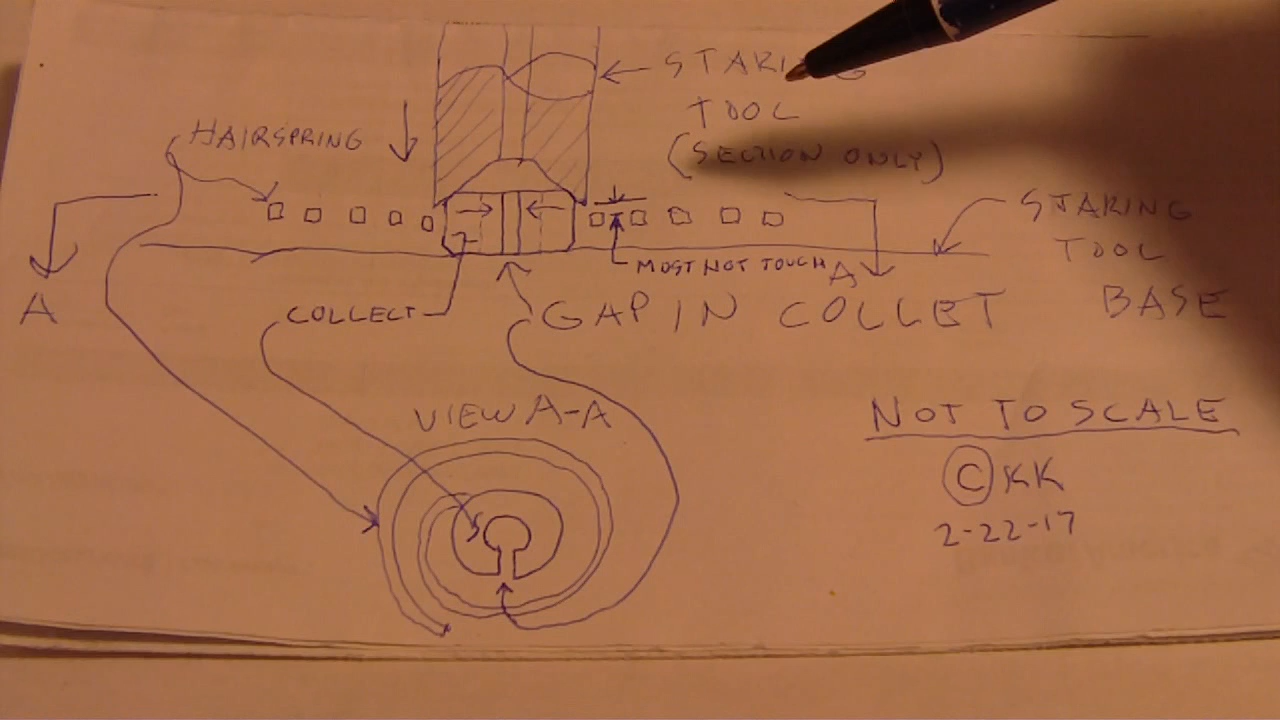 STAKING
TOOL
(SECTION ONLY)
HAIRSPRING
STAKING
TOOL
BASE
A
MOST NOT TOUCH
A
COLLECT
GAP IN COLLET
VIEW A-A
NOT TO SCALE
© KK
2-22-17